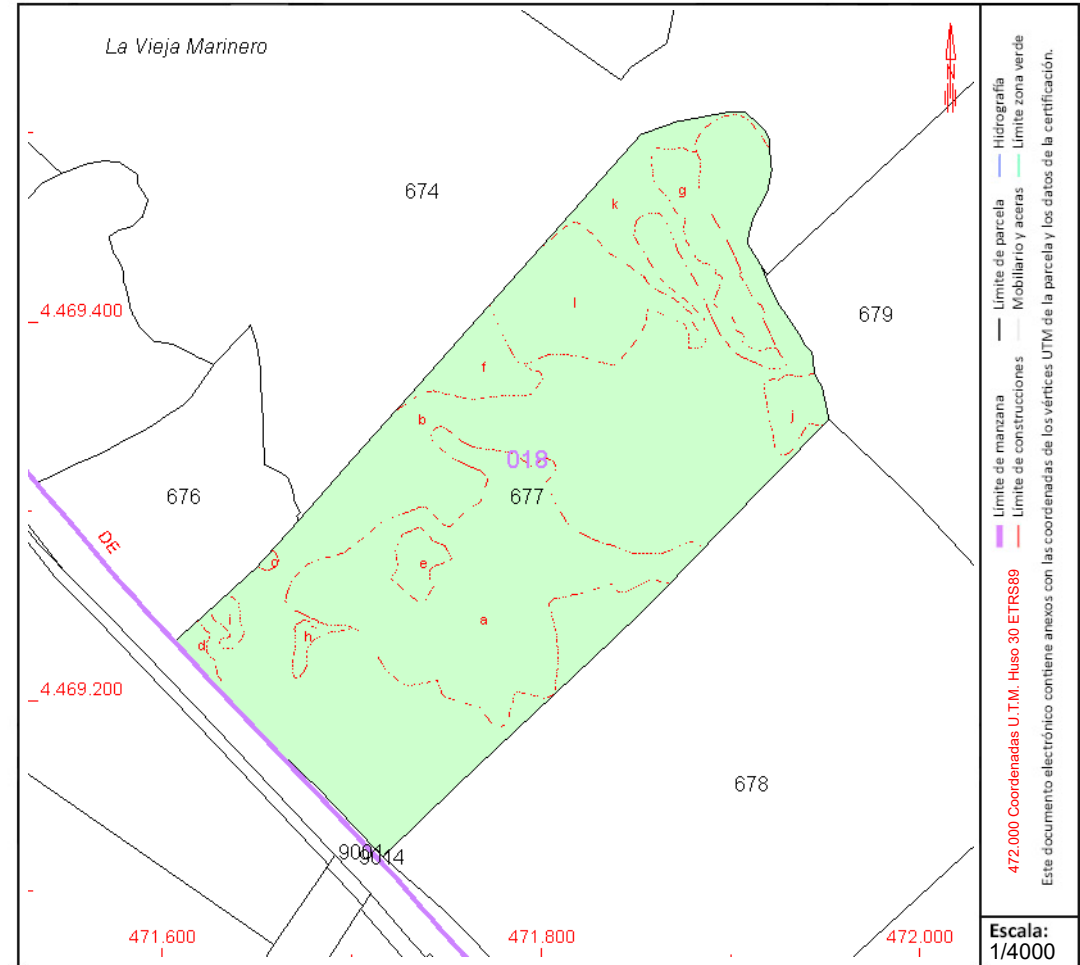 La Vieja Marinero
674
k
g
l
4.469.400
679
f
b
j
018
677
676
DE
c
e
a
i
h
d
4.469.200
678
9001
9014
471.600
471.800
472.000
N
Límite de manzana
Límite de parcela
Hidrografía
Límite de construcciones
Mobiliario y aceras
Límite zona verde
472.000 Coordenadas U.T.M. Huso 30 ETRS89
Este documento electrónico contiene anexos con las coordenadas de los vértices UTM de la parcela y los datos de la certificación.
Escala:
1/4000